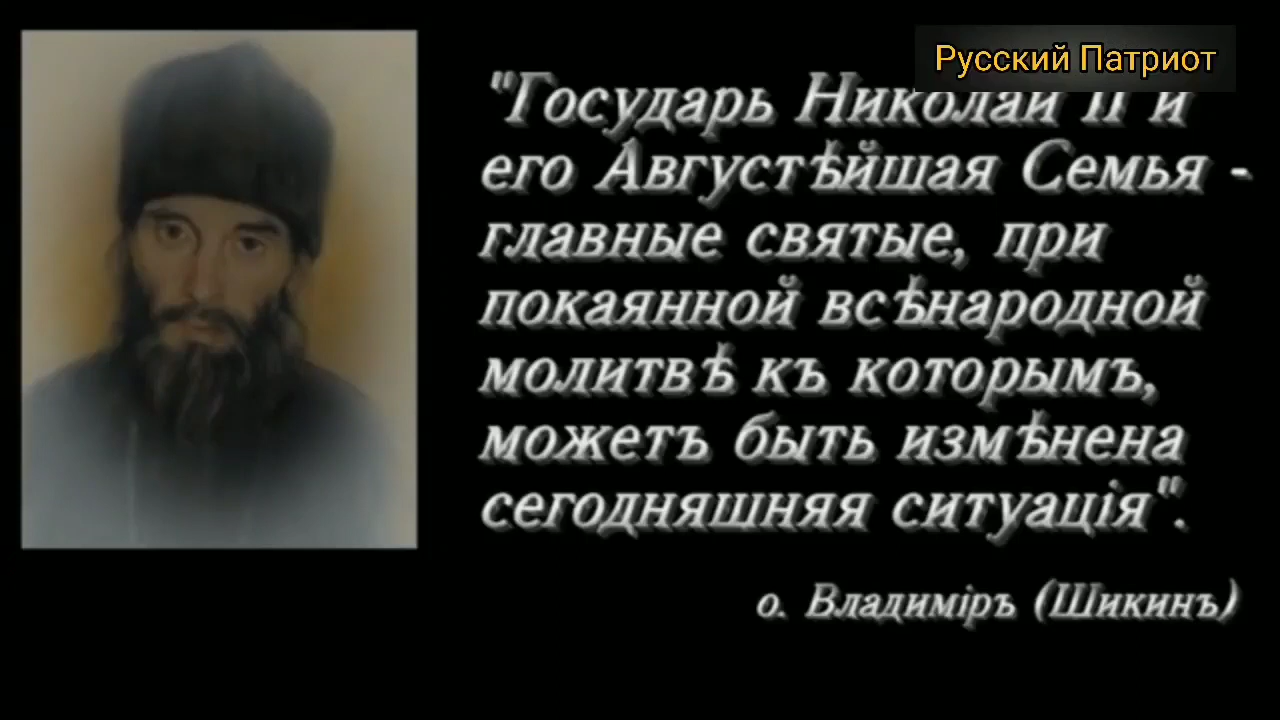 Русский Патриот
"Государь Николай II и
его Августѣйшая Семья -
главные святые, при
покаянной всѣнародной
молитвѣ къ которымъ,
можетъ быть измѣнена
сегодняшняя ситуація".
о. Владиміръ (Шикинъ)